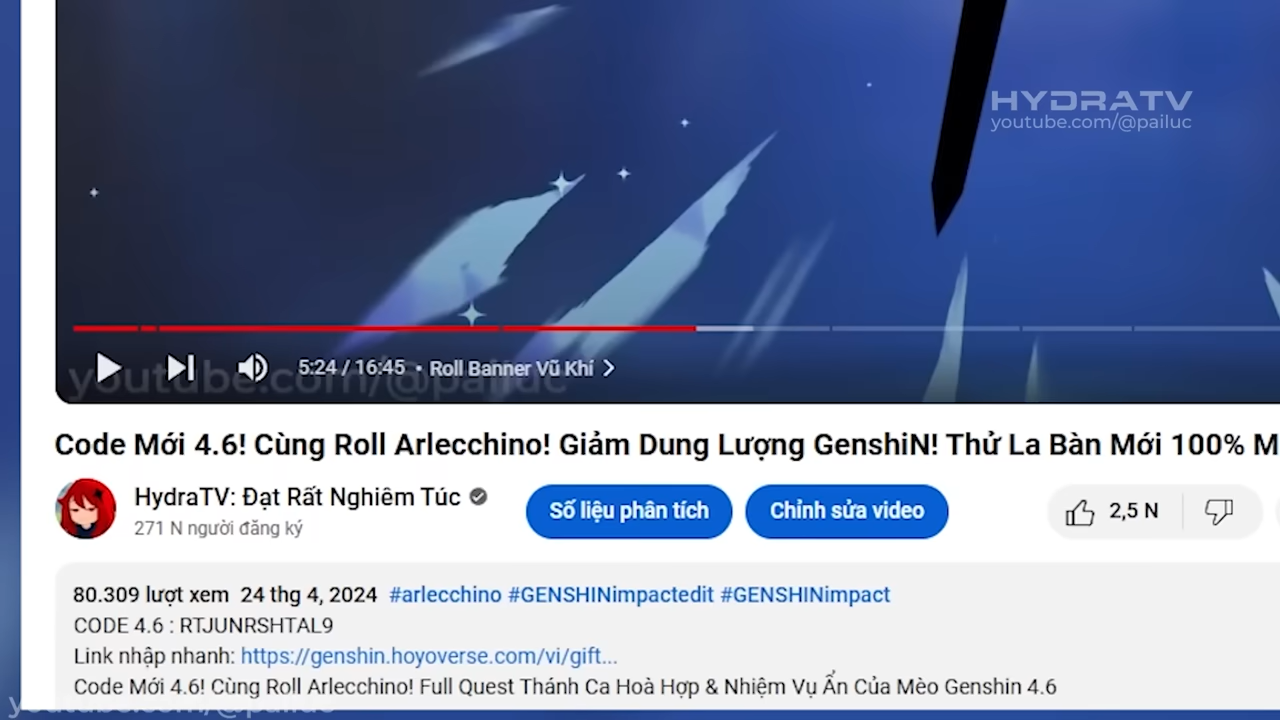 HYDRATV
youtube.com/@pailuc
5:24 / 16:45 • Roll Banner Vũ Khí
youtube.com/@pailuc
Code Mới 4.6! Cùng Roll Arlecchino! Giảm Dung Lượng GenshiN! Thử La Bàn Mới 100% M
HydraTV: Đạt Rất Nghiêm Túc
271 N người đăng ký
Số liệu phân tích
Chỉnh sửa video
2,5 N
80.309 lượt xem 24 thg 4, 2024 #arlecchino #GENSHINimpactedit #GENSHINimpact
CODE 4.6 : RTJUNRSHTAL9
Link nhập nhanh: https://genshin.hoyoverse.com/vi/gift...
Code Mới 4.6! Cùng Roll Arlecchino! Full Quest Thánh Ca Hoà Hợp & Nhiệm Vụ Ẩn Của Mèo Genshin 4.6
youtube.com/@pailuc